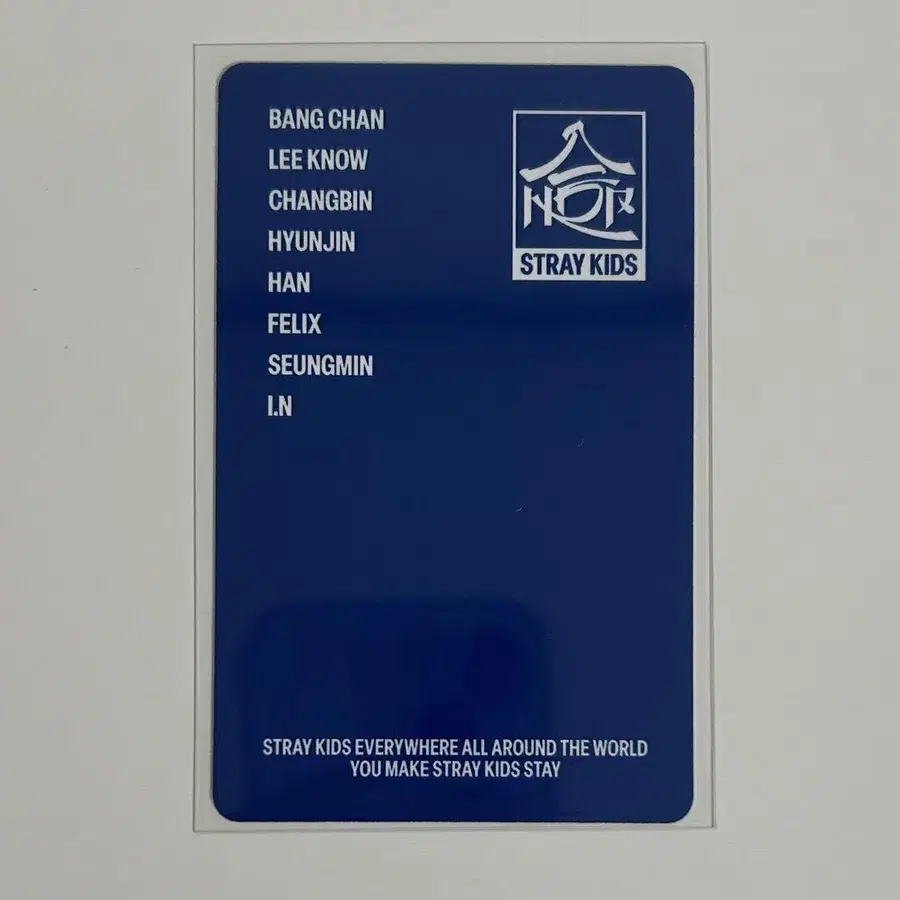 BANG CHAN
LEE KNOW
CHANGBIN
HYUNJIN
HAN
FELIX
SEUNGMIN
I.N
STRAY KIDS
STRAY KIDS EVERYWHERE ALL AROUND THE WORLD
YOU MAKE STRAY KIDS STAY